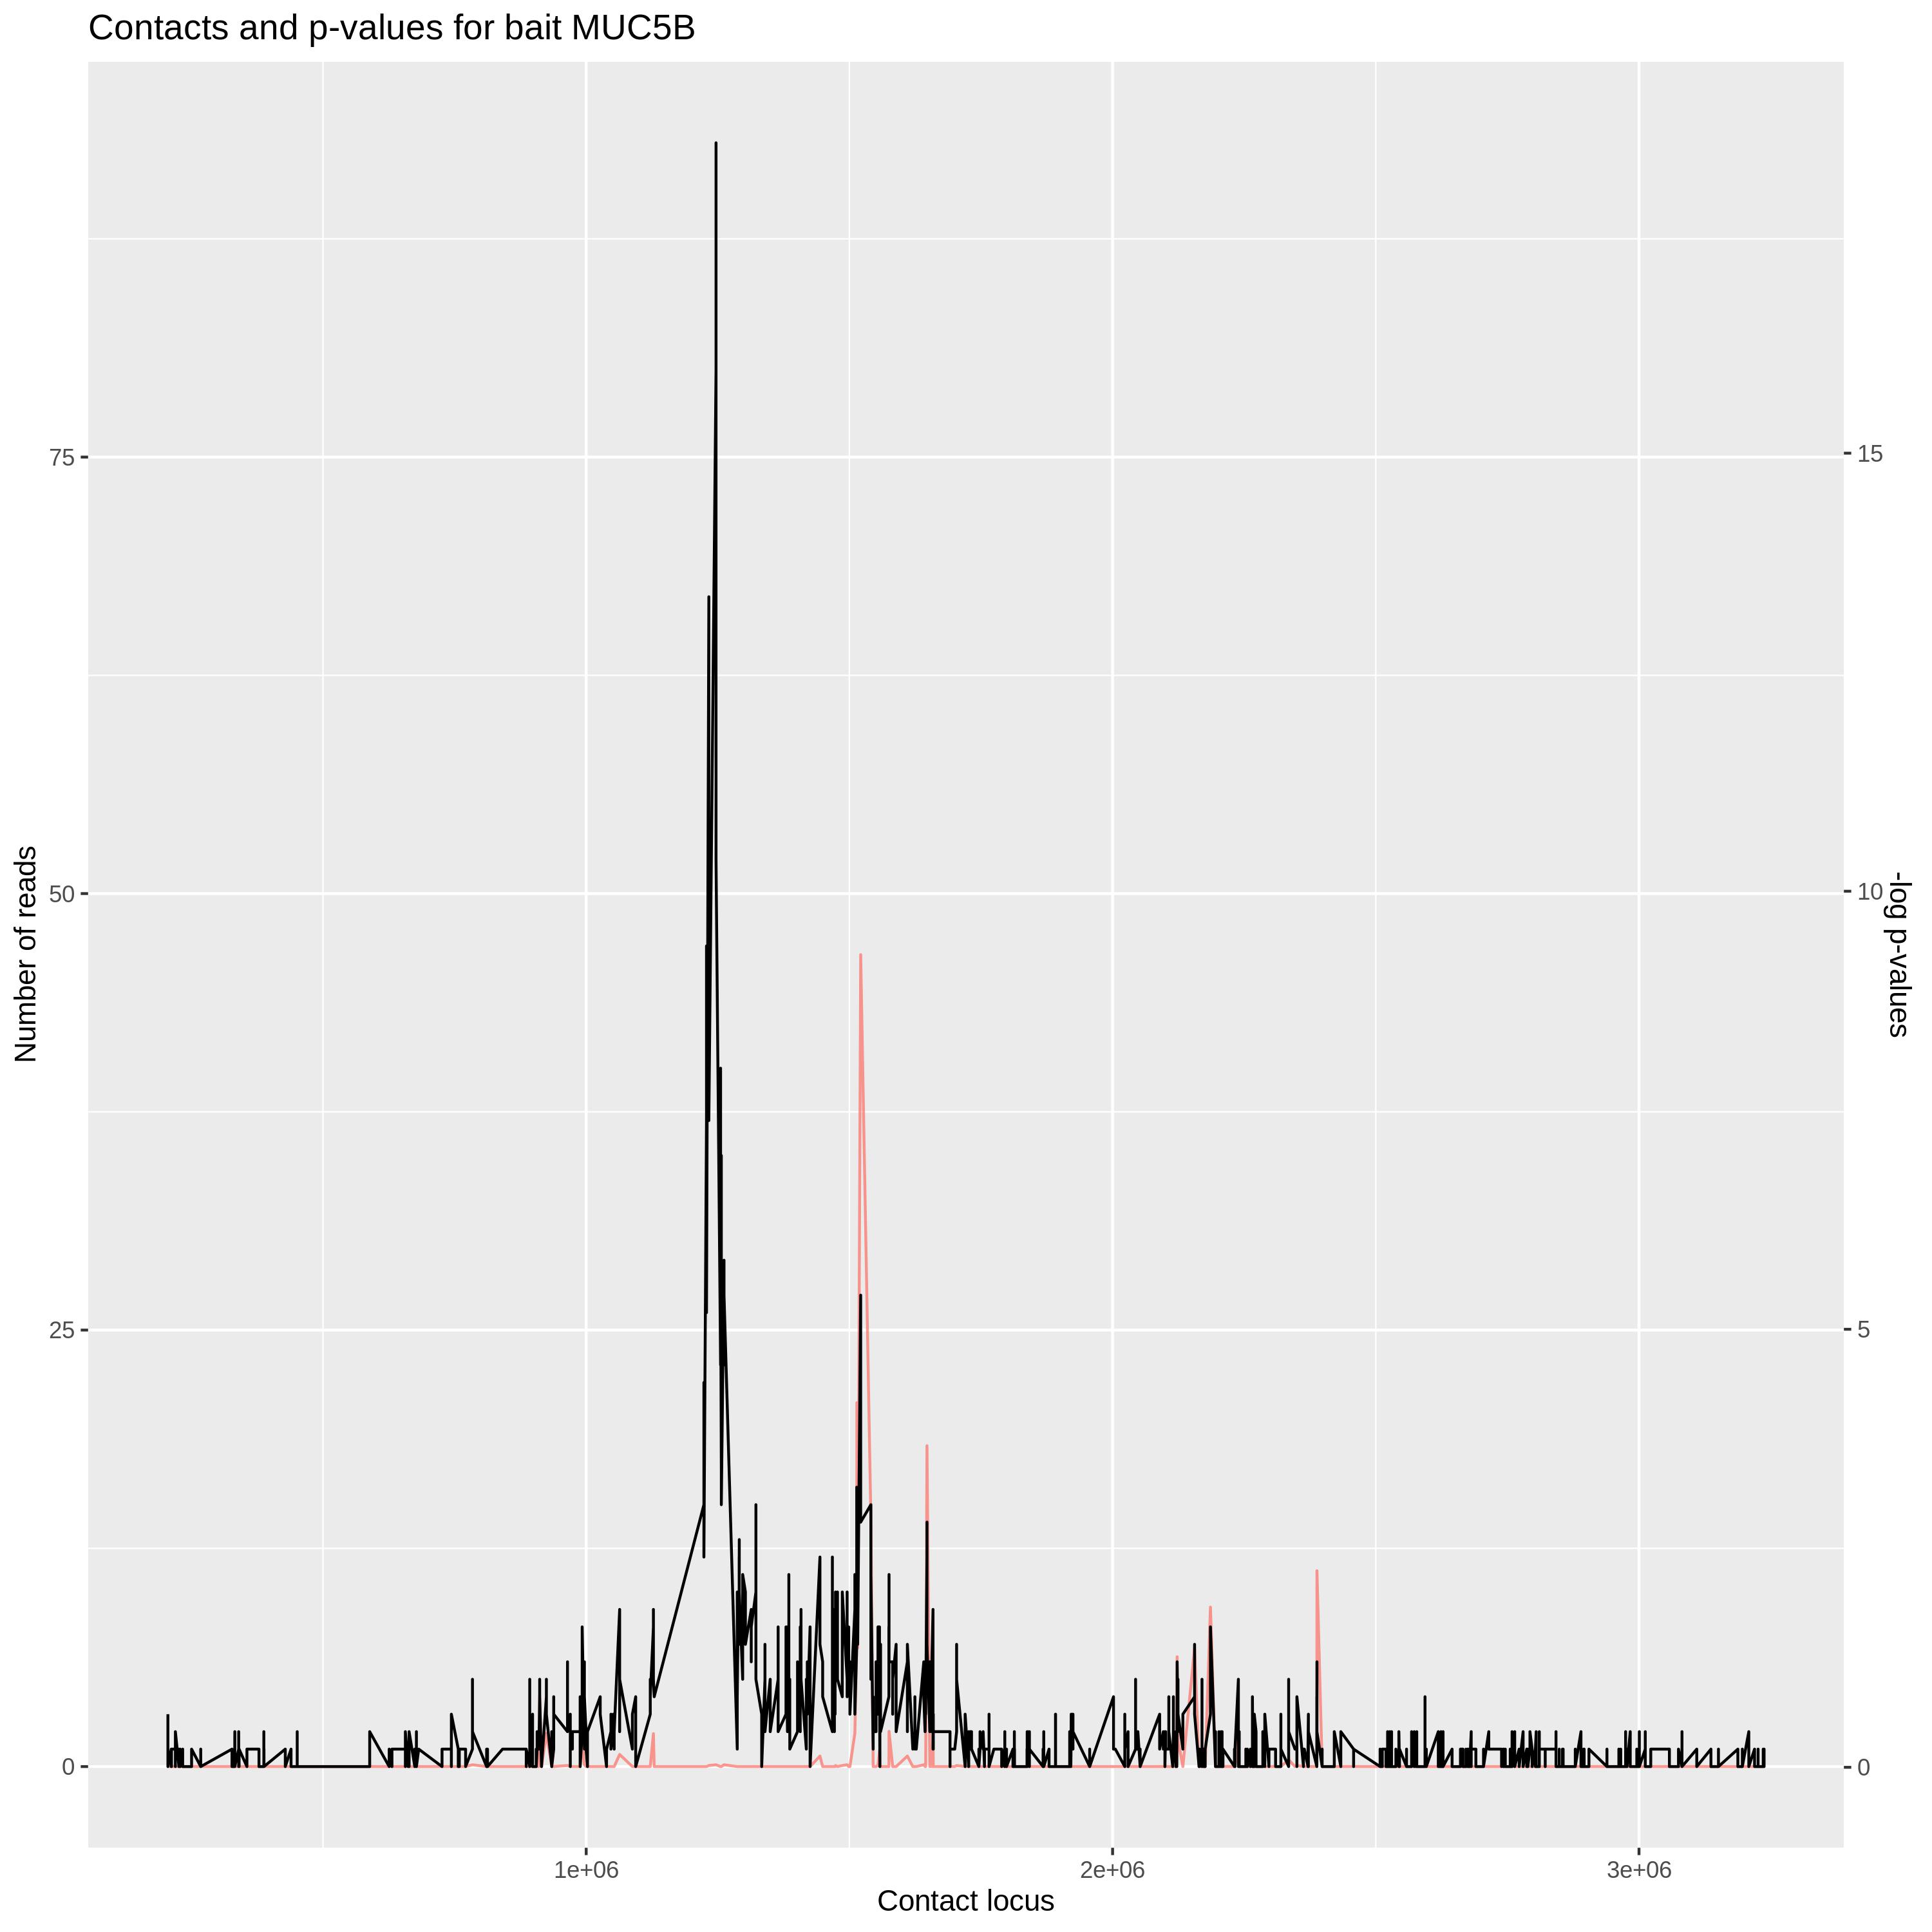 Contacts and p-values for bait MUC5B
75
50
25
0
Number of reads
15
10
5
0
-log p-values
1e+06
2e+06
3e+06
Contact locus